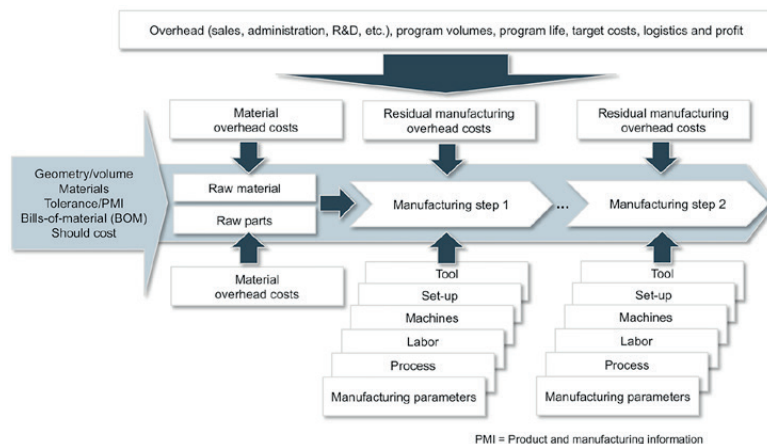 Overhead (sales, administration, R&D, etc.), program volumes, program life, target costs, logistics and profit
Material
overhead costs
Residual manufacturing
overhead costs
Residual manufacturing
overhead costs
Geometry/volume
Materials
Tolerance/PMI
Bills-of-material (BOM)
Should cost
Raw material
Raw parts
Manufacturing step 1
...
Manufacturing step 2
Material
overhead costs
Tool
Set-up
Machines
Labor
Process
Manufacturing parameters
Tool
Set-up
Machines
Labor
Process
Manufacturing parameters
PMI = Product and manufacturing information